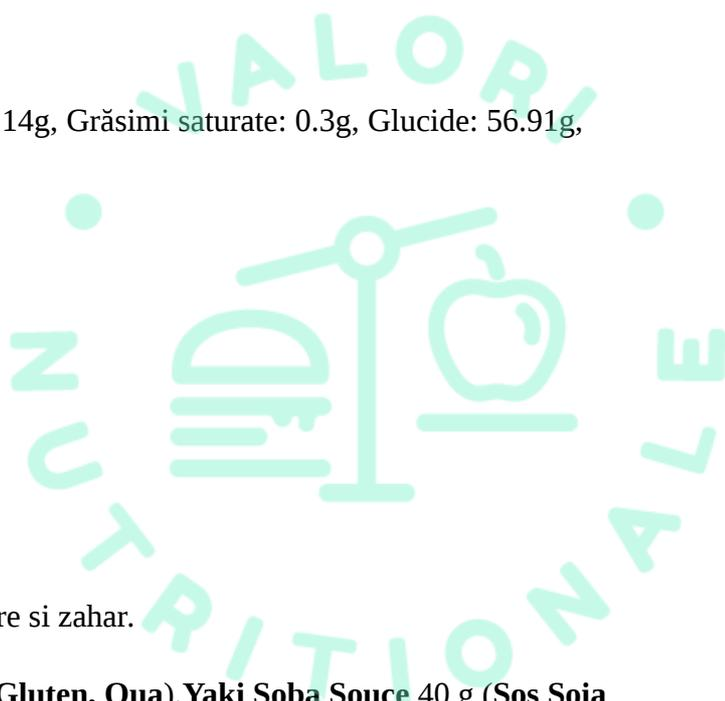 VALORI
14g, Grăsimi saturate: 0.3g, Glucide: 56.91g,
NUTRITIONALE
re si zahar.
Gluten, Oua) Yaki Soba Souce 40 g (Sos Soia